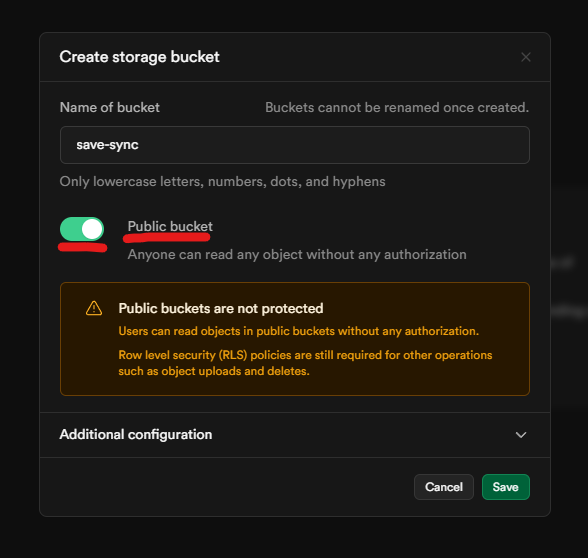 Create storage bucket
Name of bucket
Buckets cannot be renamed once created.
save-sync
Only lowercase letters, numbers, dots, and hyphens
Public bucket
Anyone can read any object without any authorization
Public buckets are not protected
Users can read objects in public buckets without any authorization.
Row level security (RLS) policies are still required for other operations
such as object uploads and deletes.
Additional configuration
Cancel
Save